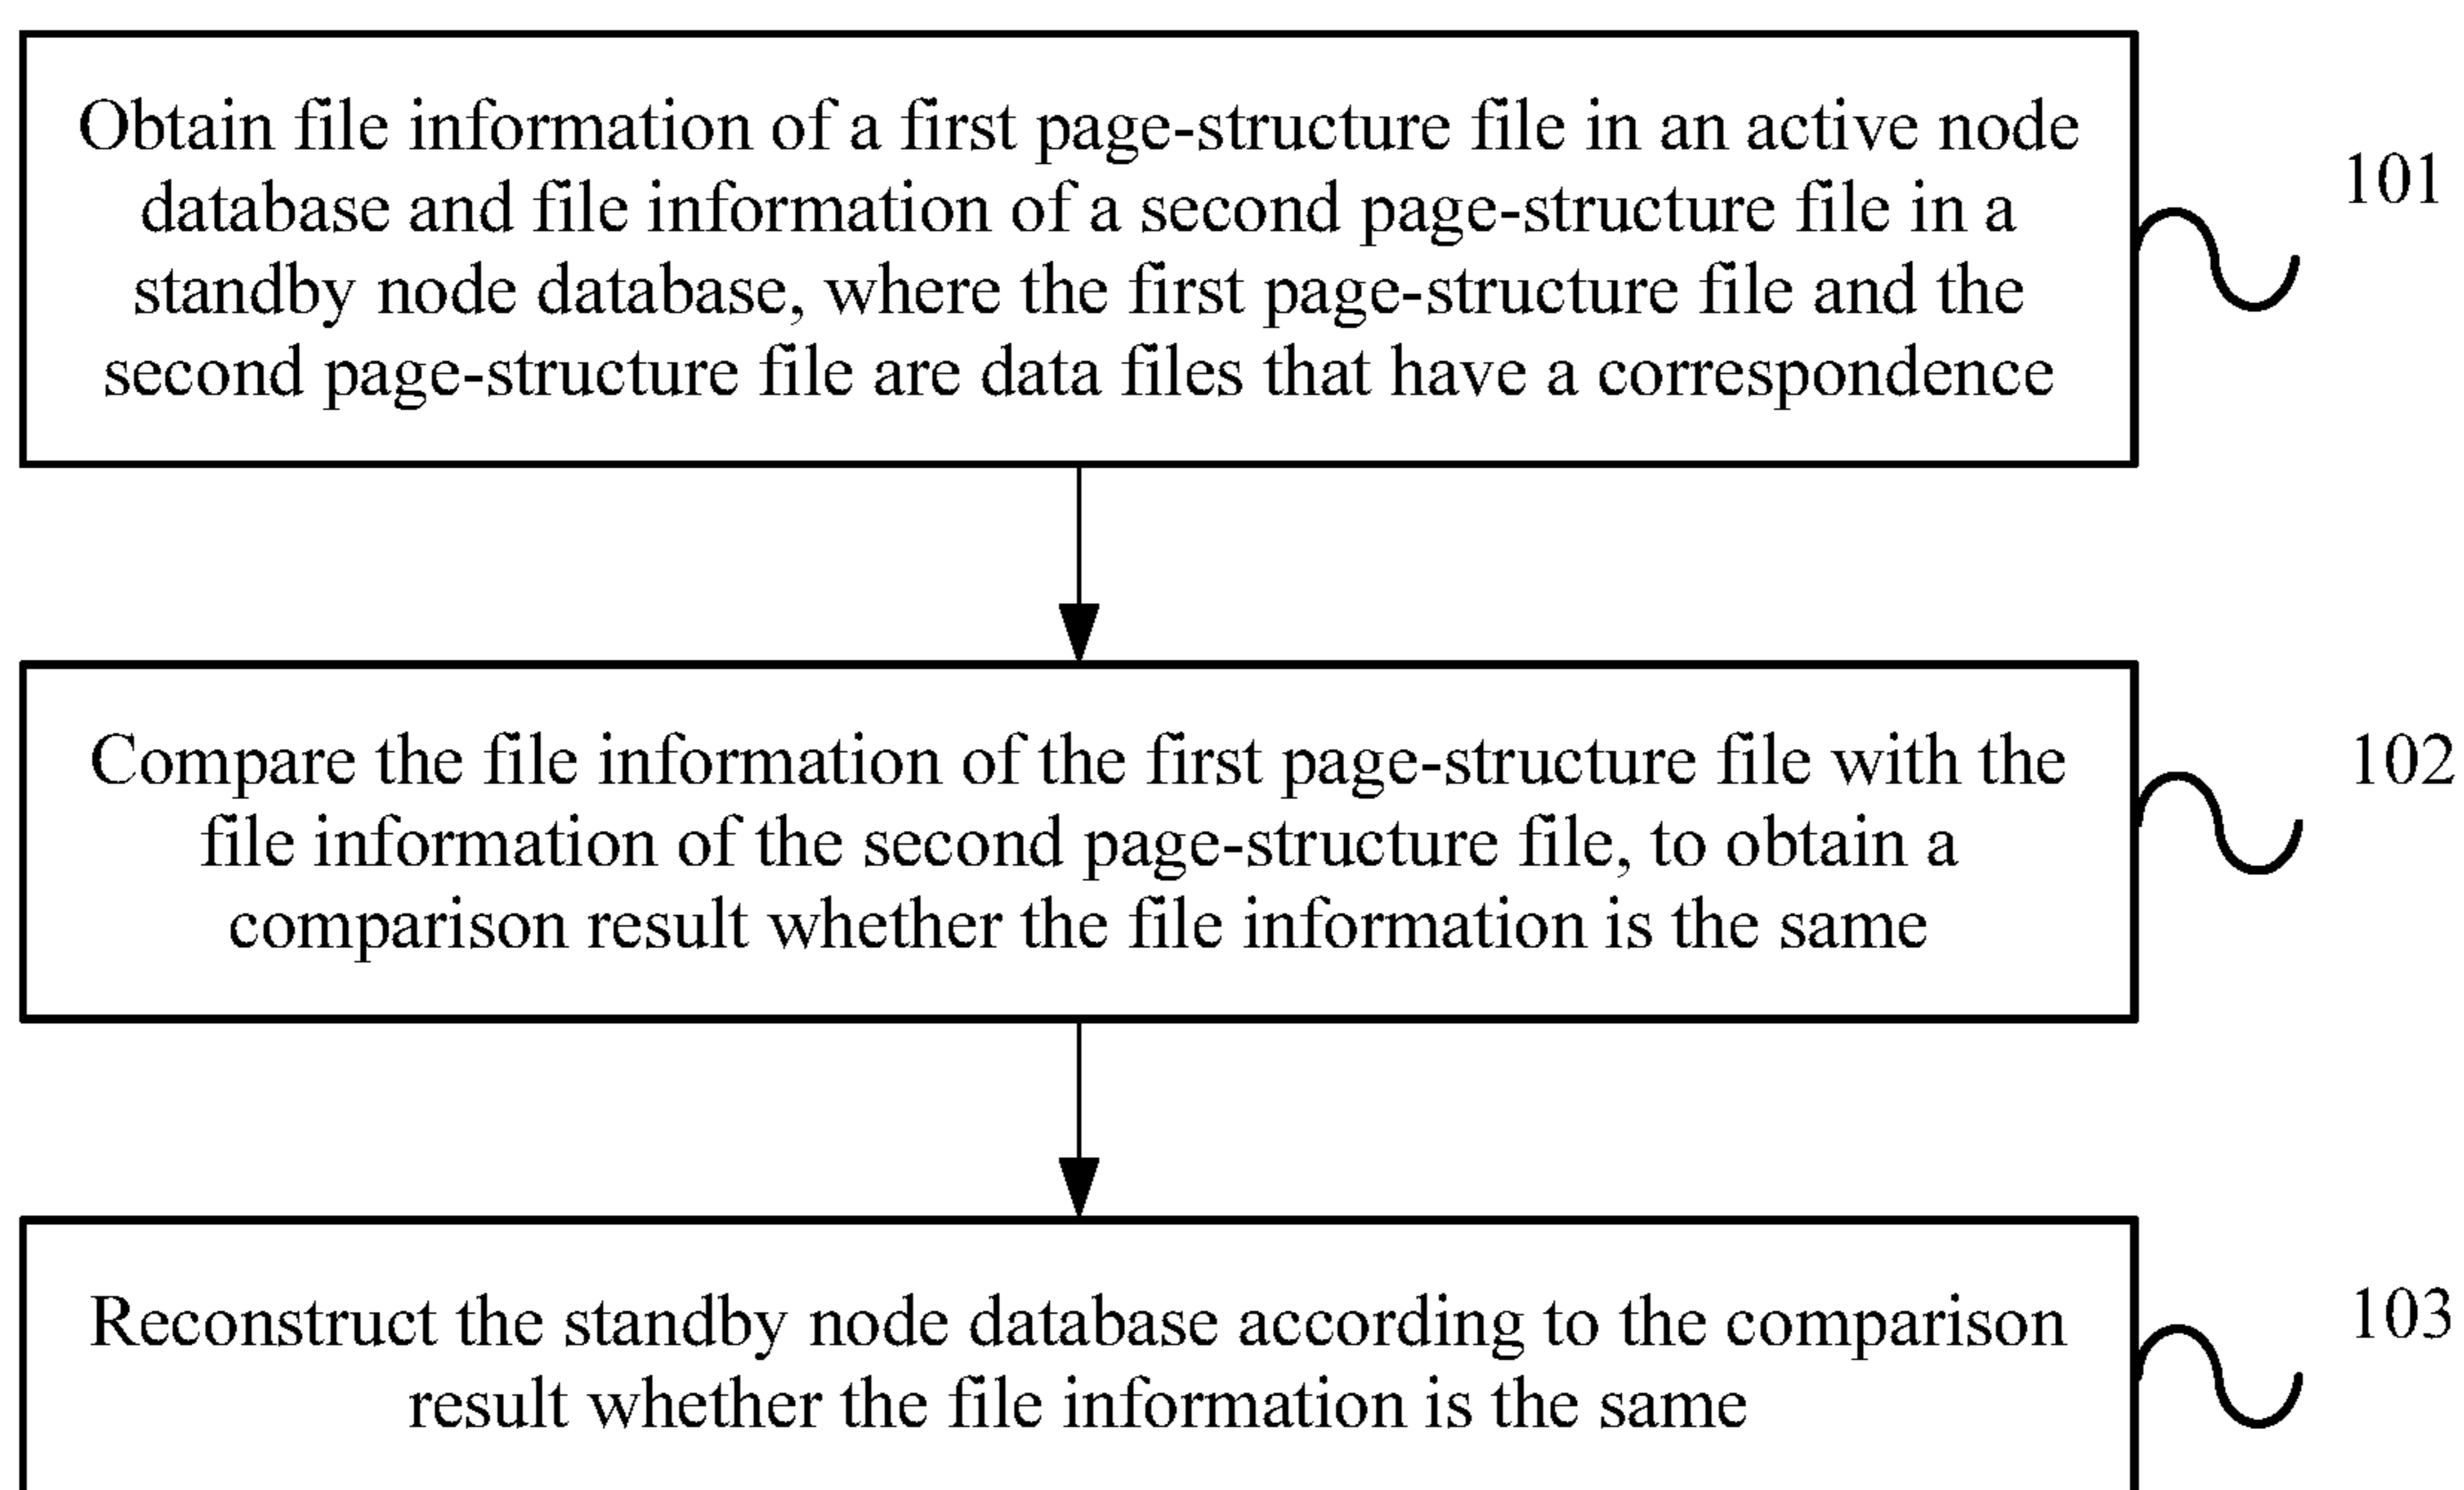 Obtain file information of a first page-structure file in an active node
database and file information of a second page-structure file in a
standby node database, where the first page-structure file and the
second page-structure file are data files that have a correspondence
101
Compare the file information of the first page-structure file with the
file information of the second page-structure file, to obtain a
comparison result whether the file information is the same
102
Reconstruct the standby node database according to the comparison
result whether the file information is the same
103